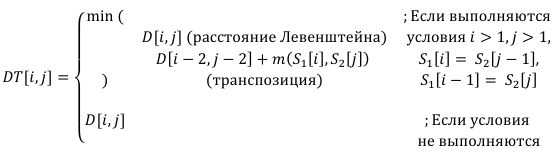 min ( ; Если выполняются
D[i, j] (расстояние Левенштейна) условия i > 1, j > 1,
DT[i, j] = D[i − 2, j − 2] + m(S₁[i], S₂[j]) S₁[i] = S₂[j − 1],
) (транспозиция) S₁[i − 1] = S₂[j]
D[i, j] ; Если условия
не выполняются